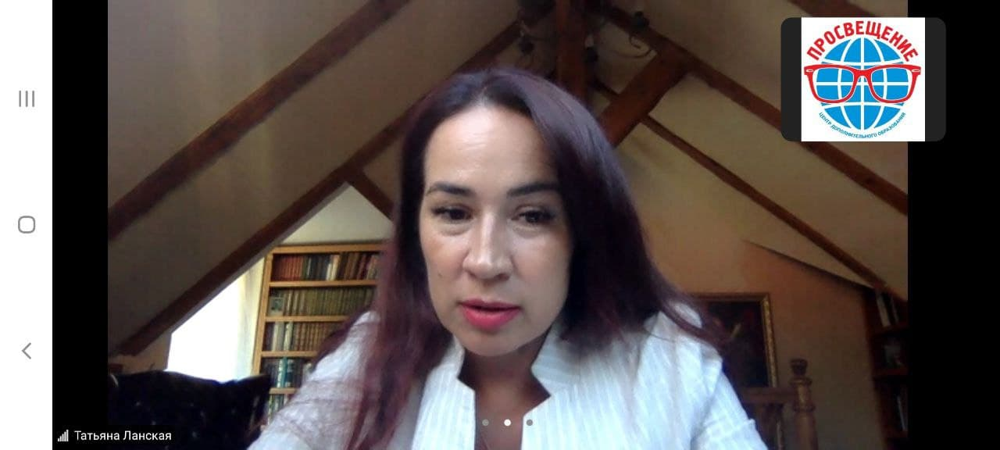 ПРОСВЕЩЕНИЕ
ЦЕНТР ДОПОЛНИТЕЛЬНОГО ОБРАЗОВАНИЯ
Татьяна Ланская